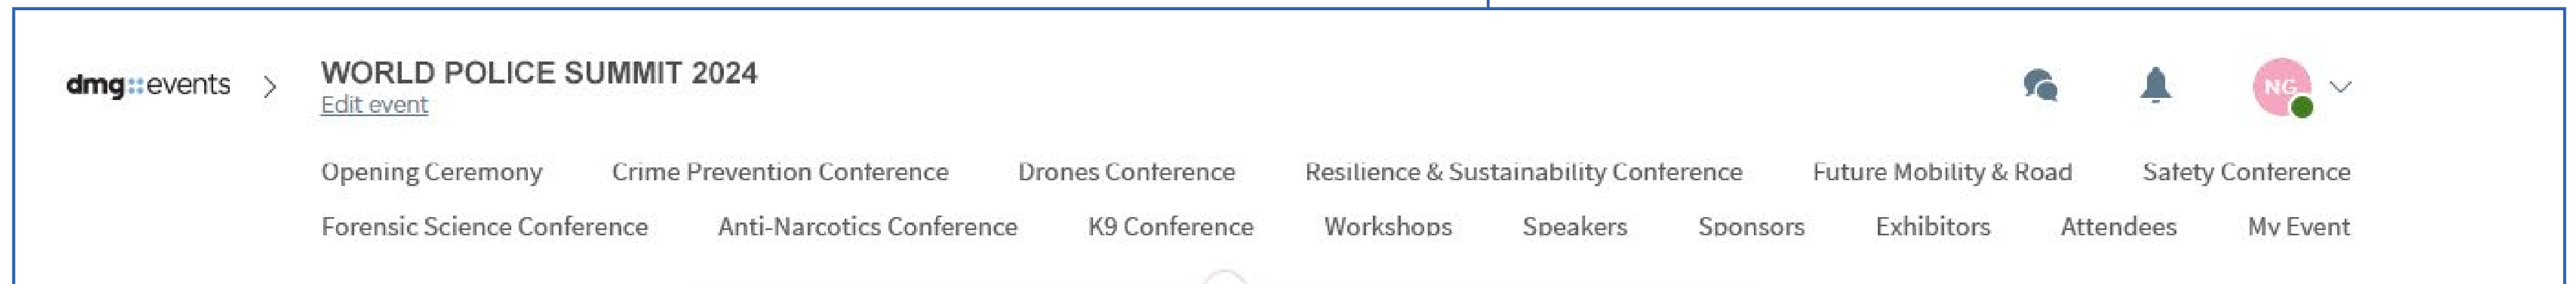 dmg::events > WORLD POLICE SUMMIT 2024
Edit event
NG
Opening Ceremony Crime Prevention Conference Drones Conference Resilience & Sustainability Conference Future Mobility & Road Safety Conference
Forensic Science Conference Anti-Narcotics Conference K9 Conference Workshops Speakers Sponsors Exhibitors Attendees My Event